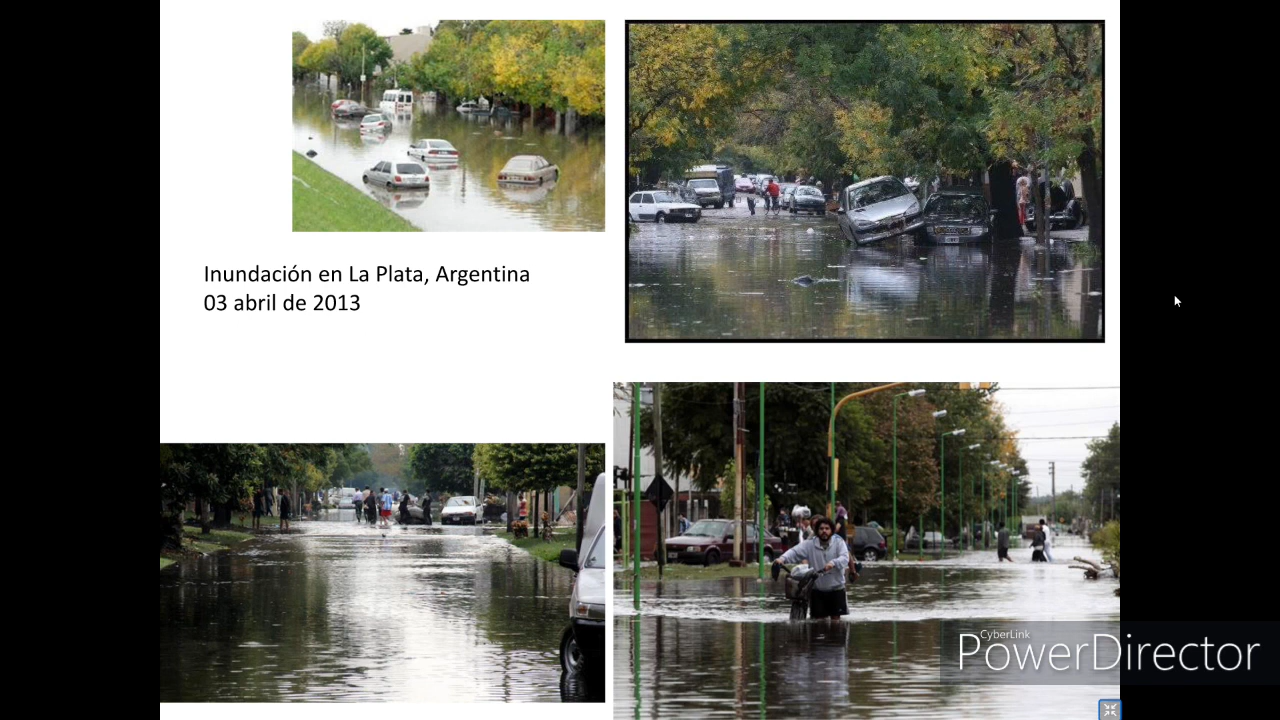 Inundación en La Plata, Argentina
03 abril de 2013
CyberLink
PowerDirector